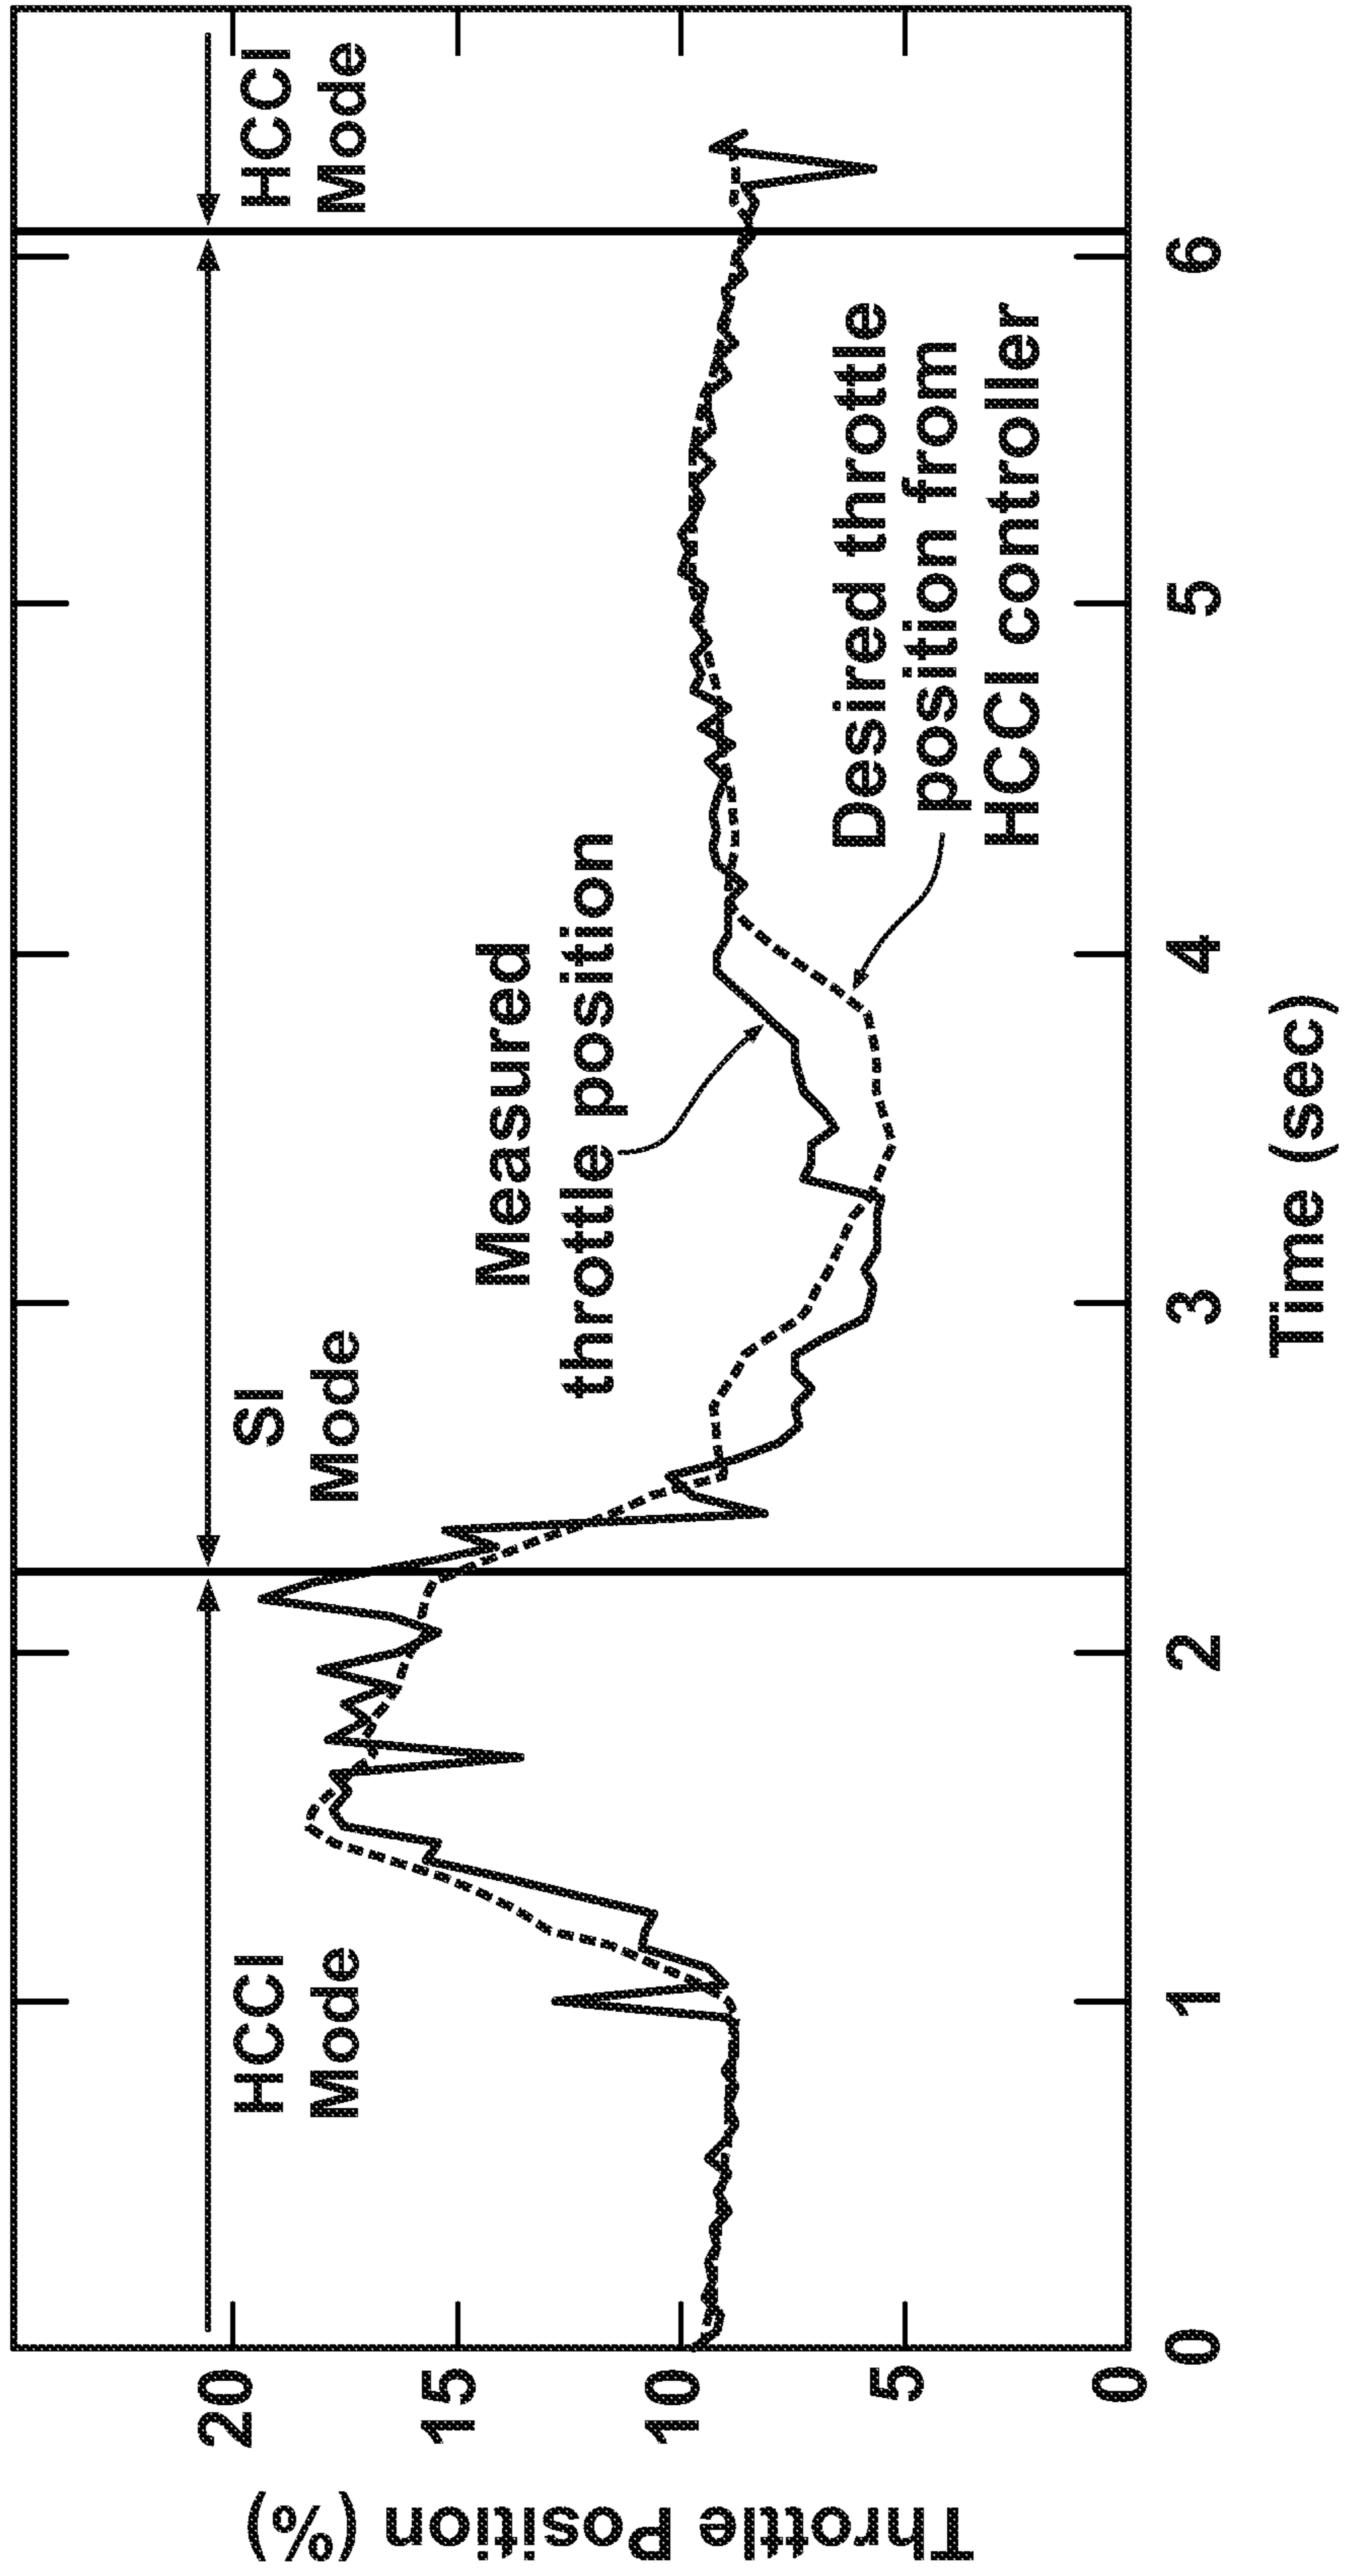 Throttle Position (%)
20
15
10
5
0
HCCI
Mode
SI
Mode
HCCI
Mode
Measured
throttle position
Desired throttle
position from
HCCI controller
0
1
2
3
4
5
6
Time (sec)